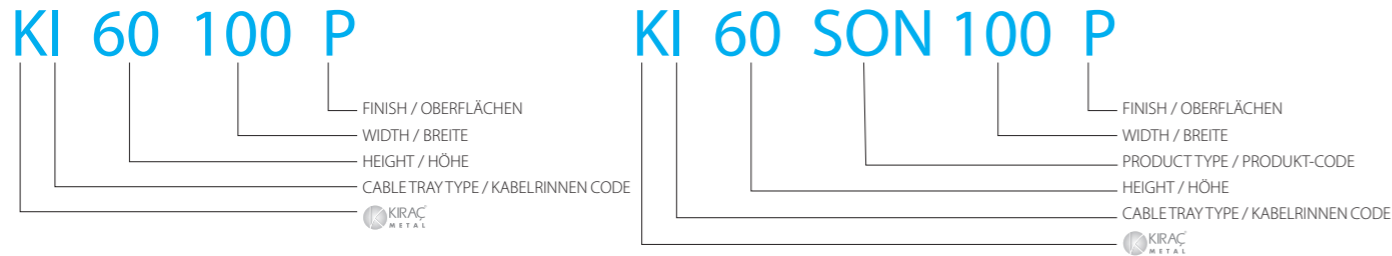 KI 60 100 P
FINISH / OBERFLÄCHEN
WIDTH / BREITE
HEIGHT / HÖHE
CABLE TRAY TYPE / KABELRINNEN CODE
KIRAÇ
METAL
KI 60 SON 100 P
FINISH / OBERFLÄCHEN
WIDTH / BREITE
PRODUCT TYPE / PRODUKT-CODE
HEIGHT / HÖHE
CABLE TRAY TYPE / KABELRINNEN CODE
KIRAÇ
METAL